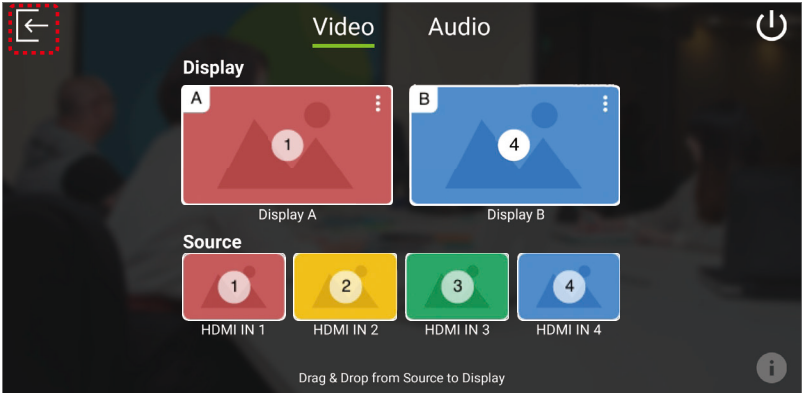 Video Audio
Display
A B
1 4
Display A Display B
Source
1 2 3 4
HDMI IN 1 HDMI IN 2 HDMI IN 3 HDMI IN 4
Drag & Drop from Source to Display
i